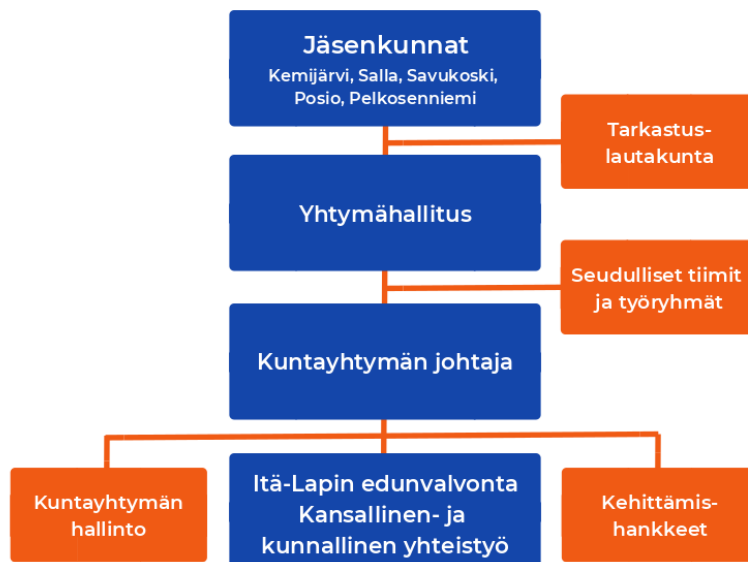 Jäsenkunnat
Kemijärvi, Salla, Savukoski,
Posio, Pelkosenniemi
Tarkastus-
lautakunta
Yhtymähallitus
Seudulliset tiimit
ja työryhmät
Kuntayhtymän johtaja
Kuntayhtymän
hallinto
Itä-Lapin edunvalvonta
Kansallinen- ja
kunnallinen yhteistyö
Kehittämis-
hankkeet